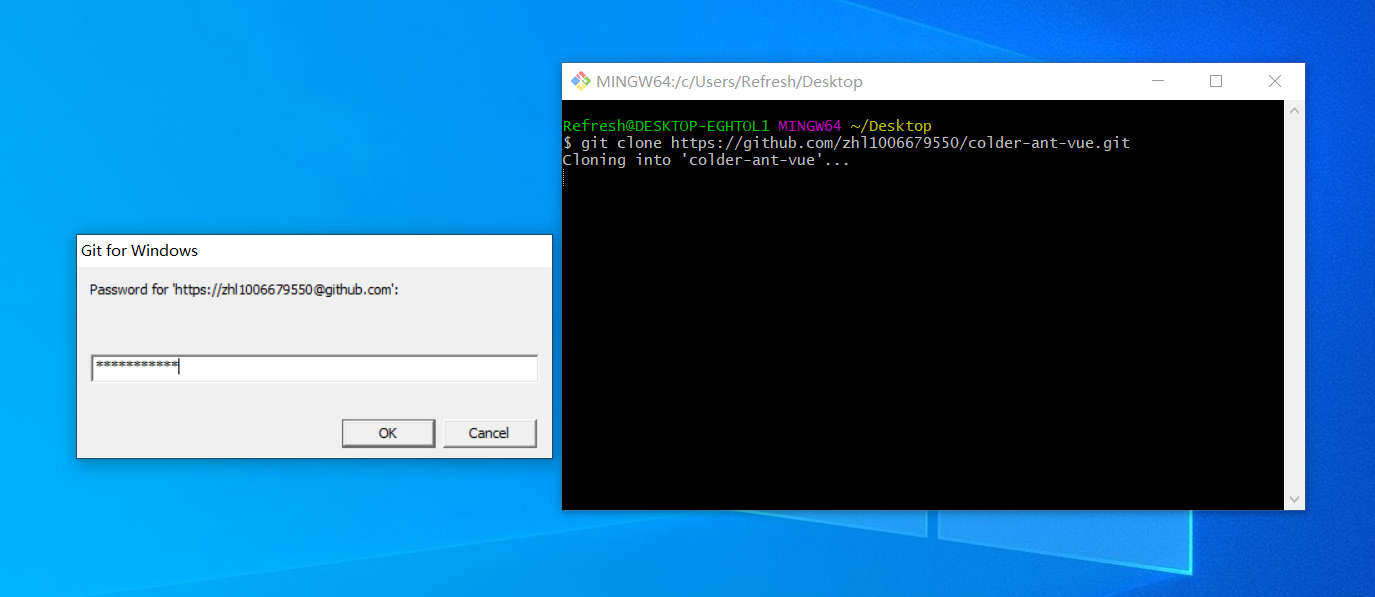 MINGW64:/c/Users/Refresh/Desktop
Refresh@DESKTOP-EGHTOL1 MINGW64 ~/Desktop
$ git clone https://github.com/zhl1006679550/colder-ant-vue.git
Cloning into 'colder-ant-vue'...
Git for Windows
Password for 'https://zhl1006679550@github.com':
***********
OK Cancel